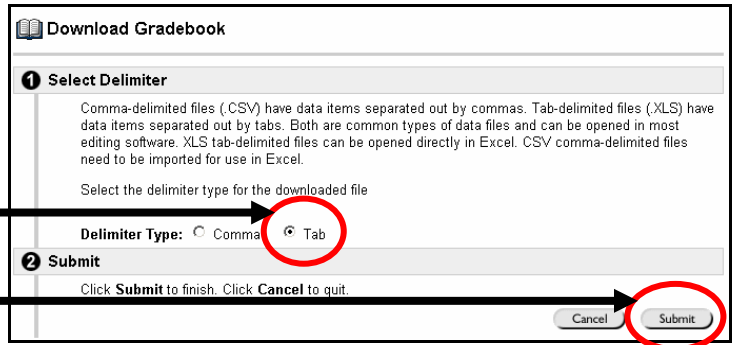 Download Gradebook
1 Select Delimiter
Comma-delimited files (.CSV) have data items separated out by commas. Tab-delimited files (.XLS) have
data items separated out by tabs. Both are common types of data files and can be opened in most
editing software. XLS tab-delimited files can be opened directly in Excel. CSV comma-delimited files
need to be imported for use in Excel.
Select the delimiter type for the downloaded file
Delimiter Type: Comma Tab
2 Submit
Click Submit to finish. Click Cancel to quit.
Cancel Submit